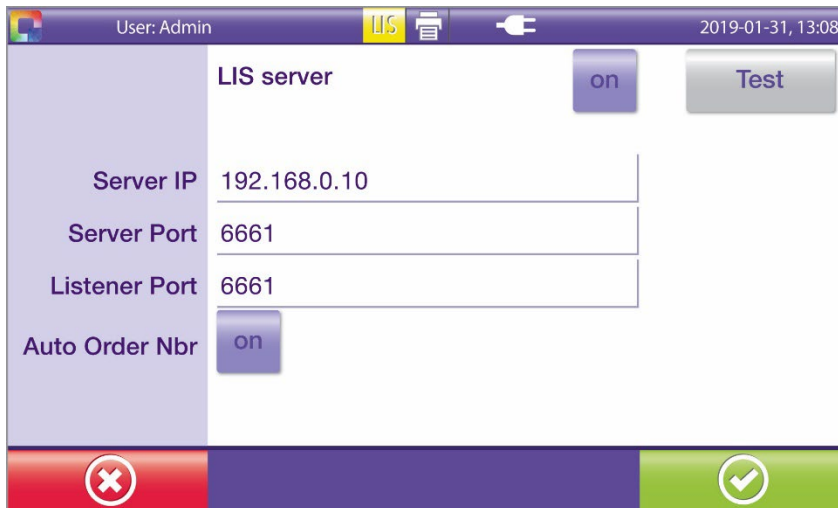 User: Admin LIS 2019-01-31, 13:08
LIS server on Test
Server IP 192.168.0.10
Server Port 6661
Listener Port 6661
Auto Order Nbr on